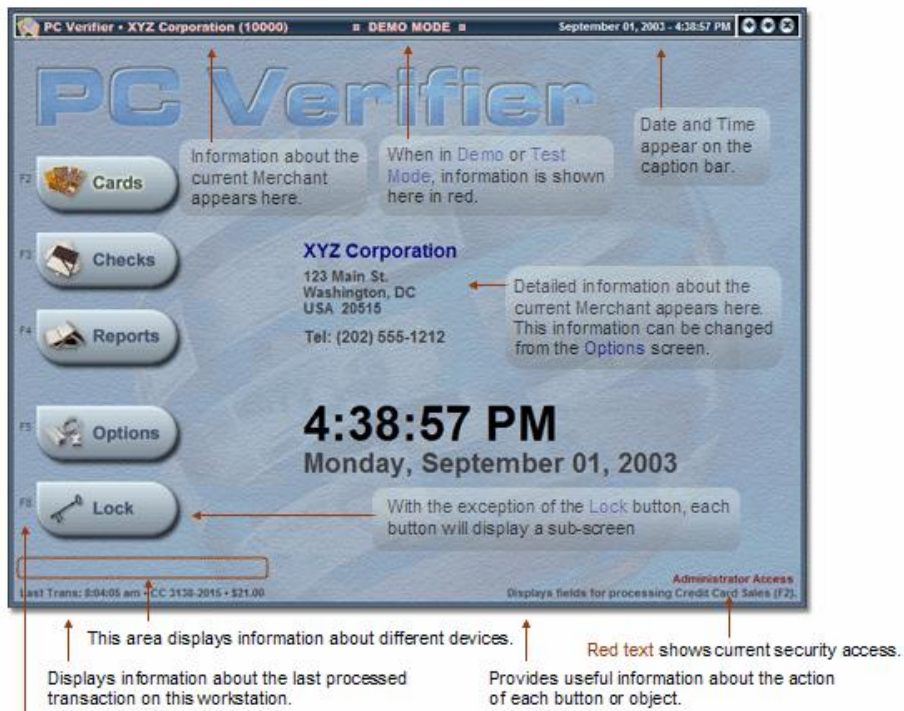 PC Verifier • XYZ Corporation (10000)
¤ DEMO MODE ¤
September 01, 2003 - 4:38:57 PM
PC Verifier
Information about the
current Merchant
appears here.
When in Demo or Test
Mode, information is shown
here in red.
Date and Time
appear on the
caption bar.
F2
Cards
F3
Checks
F4
Reports
XYZ Corporation
123 Main St.
Washington, DC
USA 20515
Tel: (202) 555-1212
Detailed information about the
current Merchant appears here.
This information can be changed
from the Options screen.
F5
Options
4:38:57 PM
Monday, September 01, 2003
Lock
With the exception of the Lock button, each
button will display a sub-screen
Administrator Access
Last Trans: 8:04:05 am • CC 3138-2015 • $21.00
Displays fields for processing Credit Card Sales (F2).
This area displays information about different devices.
Red text shows current security access.
Displays information about the last processed
transaction on this workstation.
Provides useful information about the action
of each button or object.